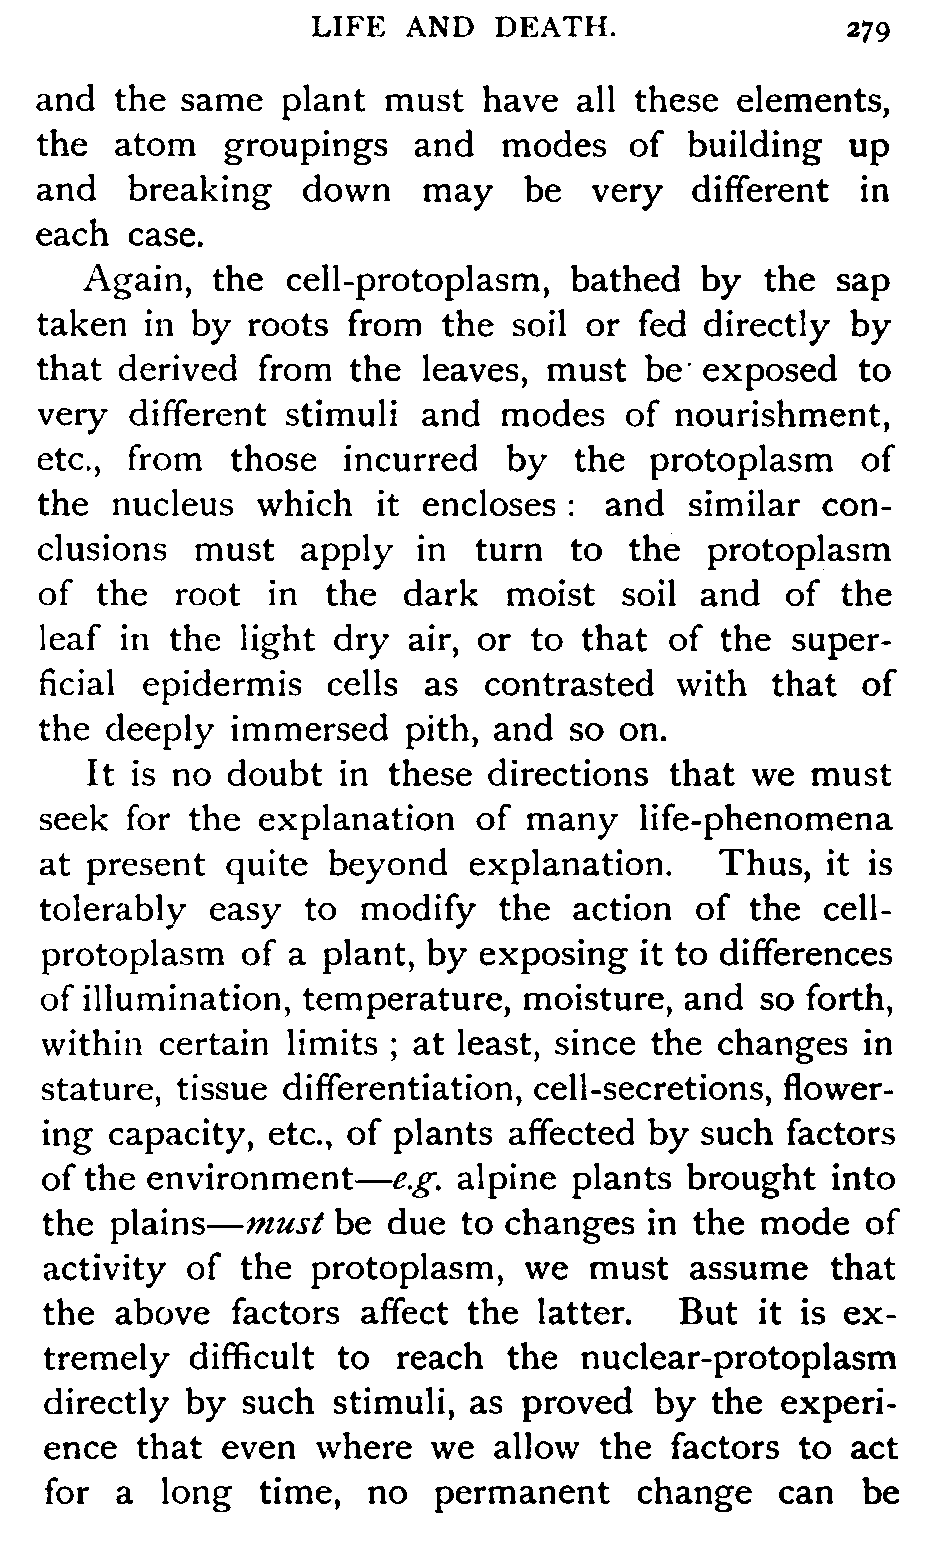 LIFE AND DEATH. 279
and the same plant must have all these elements,
the atom groupings and modes of building up
and breaking down may be very different in
each case.
Again, the cell-protoplasm, bathed by the sap
taken in by roots from the soil or fed directly by
that derived from the leaves, must be exposed to
very different stimuli and modes of nourishment,
etc., from those incurred by the protoplasm of
the nucleus which it encloses : and similar con-
clusions must apply in turn to the protoplasm
of the root in the dark moist soil and of the
leaf in the light dry air, or to that of the super-
ficial epidermis cells as contrasted with that of
the deeply immersed pith, and so on.
It is no doubt in these directions that we must
seek for the explanation of many life-phenomena
at present quite beyond explanation. Thus, it is
tolerably easy to modify the action of the cell-
protoplasm of a plant, by exposing it to differences
of illumination, temperature, moisture, and so forth,
within certain limits ; at least, since the changes in
stature, tissue differentiation, cell-secretions, flower-
ing capacity, etc., of plants affected by such factors
of the environment—e.g. alpine plants brought into
the plains—must be due to changes in the mode of
activity of the protoplasm, we must assume that
the above factors affect the latter. But it is ex-
tremely difficult to reach the nuclear-protoplasm
directly by such stimuli, as proved by the experi-
ence that even where we allow the factors to act
for a long time, no permanent change can be